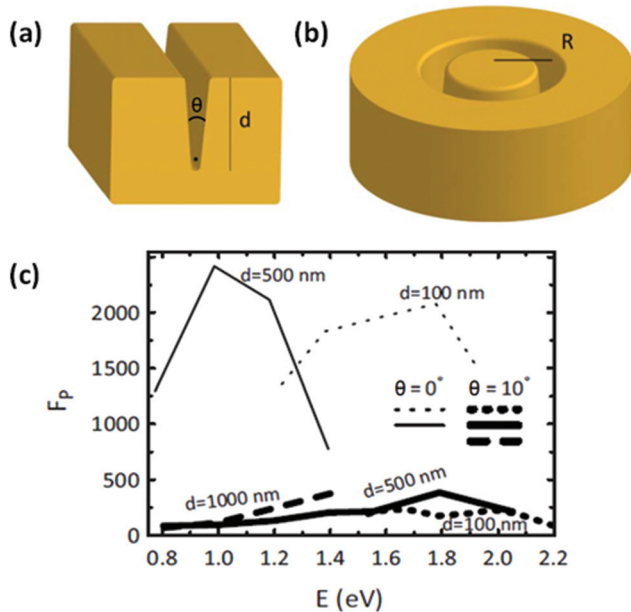 (a)
(b)
θ
d
R
(c)
d=500 nm
d=100 nm
θ = 0° θ = 10°
d=1000 nm
d=500 nm
d=100 nm
2000
1500
1000
500
0
F_P
0.8 1.0 1.2 1.4 1.6 1.8 2.0 2.2
E (eV)